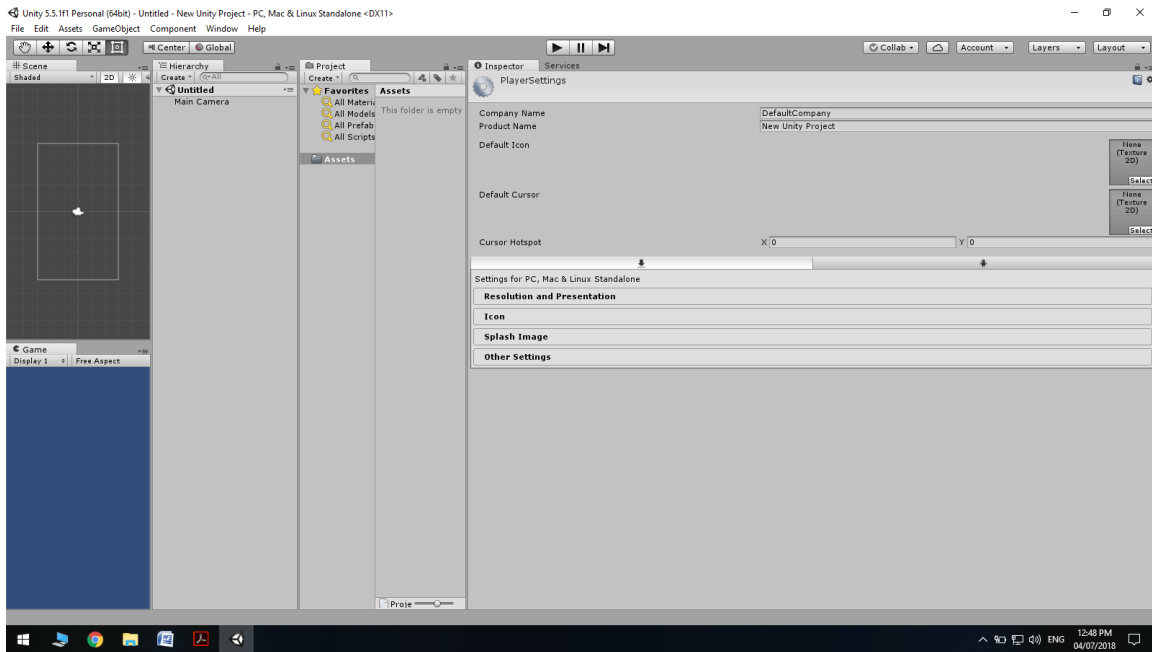 Unity 5.5.1f1 Personal (64bit) - Untitled - New Unity Project - PC, Mac & Linux Standalone <DX11>
File Edit Assets GameObject Component Window Help
Center Global Collab Account Layers Layout
# Scene
Shaded 2D
Hierarchy
Create All
Untitled
Main Camera
Project
Create
Favorites
All Materia
All Models
All Prefab
All Scripts
Assets
Assets
This folder is empty
Proje
Game
Display 1 Free Aspect
Inspector Services
PlayerSettings
Company Name DefaultCompany
Product Name New Unity Project
Default Icon
None
(Texture
2D)
Select
Default Cursor
None
(Texture
2D)
Select
Cursor Hotspot X 0 Y 0
Settings for PC, Mac & Linux Standalone
Resolution and Presentation
Icon
Splash Image
Other Settings
ENG
12:48 PM
04/07/2018